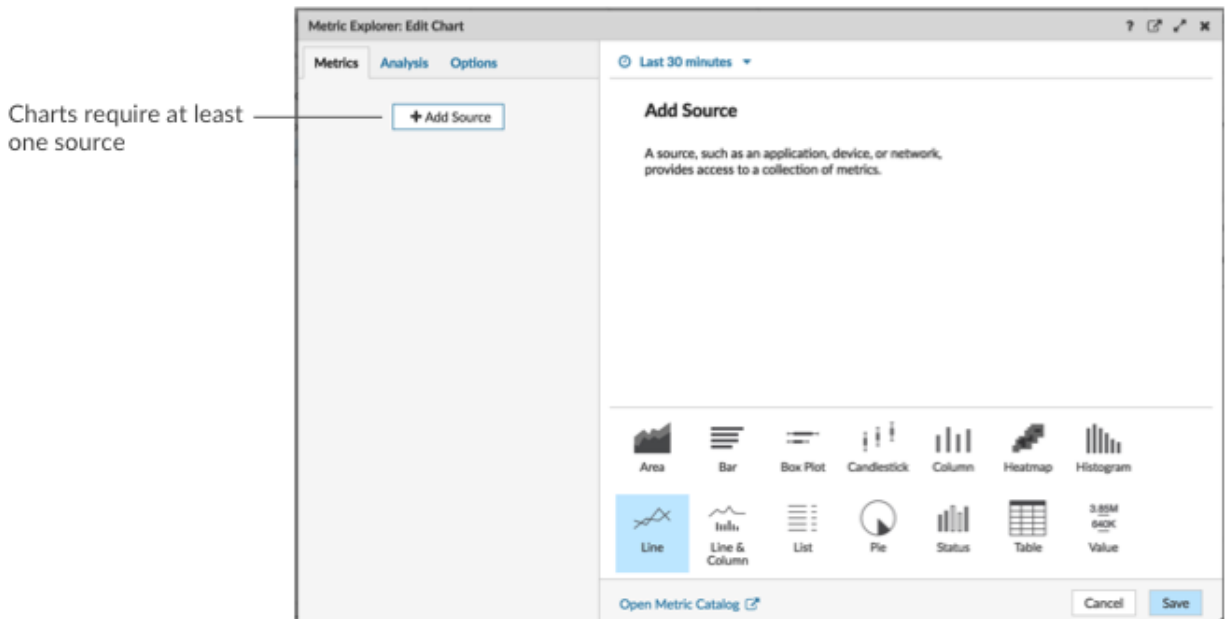 Metric Explorer: Edit Chart
?
Metrics Analysis Options
Last 30 minutes
Charts require at least
one source
+ Add Source
Add Source
A source, such as an application, device, or network,
provides access to a collection of metrics.
Area Bar Box Plot Candlestick Column Heatmap Histogram
3.85M
640K
Line Line &
Column List Pie Status Table Value
Open Metric Catalog
Cancel Save